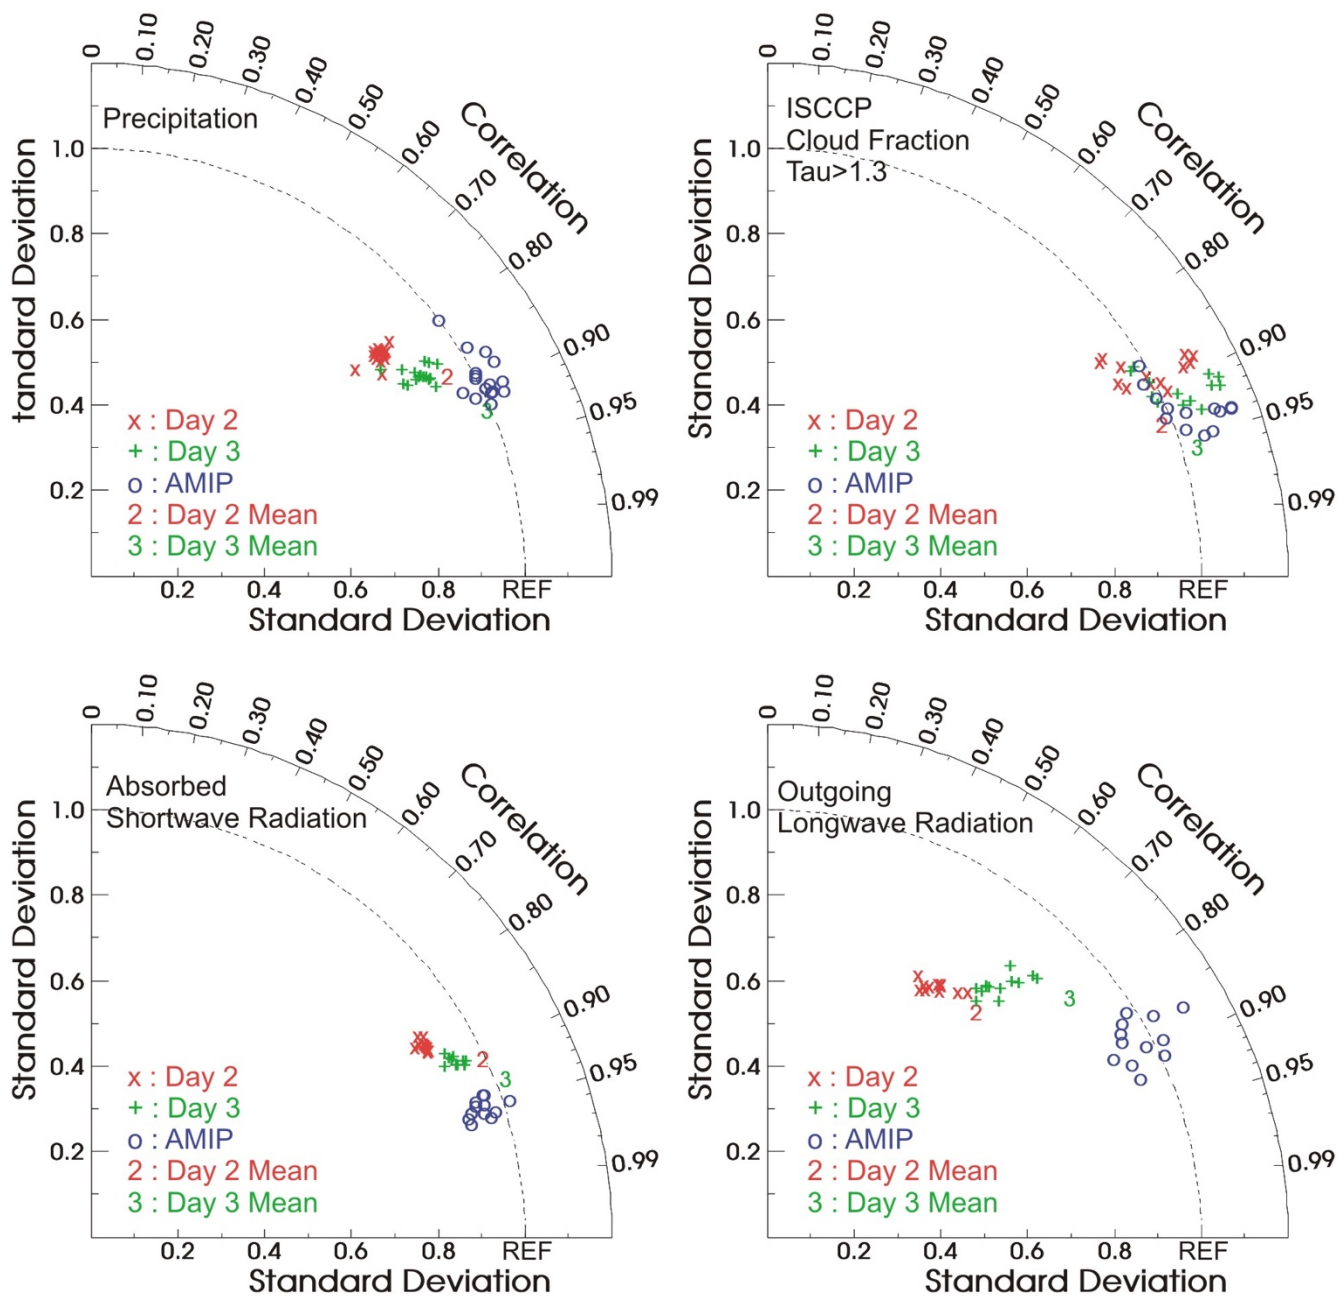 0
0.10
0.20
0.30
0.40
0.50
0.60
0.70
0.80
0.90
0.95
0.99
Correlation
Precipitation
1.0
0.8
0.6
0.4
0.2
tandard Deviation
x : Day 2
+ : Day 3
o : AMIP
2 : Day 2 Mean
3 : Day 3 Mean
2
3
0.2
0.4
0.6
0.8
REF
Standard Deviation
0
0.10
0.20
0.30
0.40
0.50
0.60
0.70
0.80
0.90
0.95
0.99
Correlation
ISCCP
Cloud Fraction
Tau>1.3
1.0
0.8
0.6
0.4
0.2
Standard Deviation
x : Day 2
+ : Day 3
o : AMIP
2 : Day 2 Mean
3 : Day 3 Mean
2
3
0.2
0.4
0.6
0.8
REF
Standard Deviation
0
0.10
0.20
0.30
0.40
0.50
0.60
0.70
0.80
0.90
0.95
0.99
Correlation
Absorbed
Shortwave Radiation
1.0
0.8
0.6
0.4
0.2
Standard Deviation
x : Day 2
+ : Day 3
o : AMIP
2 : Day 2 Mean
3 : Day 3 Mean
2
3
0.2
0.4
0.6
0.8
REF
Standard Deviation
0
0.10
0.20
0.30
0.40
0.50
0.60
0.70
0.80
0.90
0.95
0.99
Correlation
Outgoing
Longwave Radiation
1.0
0.8
0.6
0.4
0.2
Standard Deviation
x : Day 2
+ : Day 3
o : AMIP
2 : Day 2 Mean
3 : Day 3 Mean
2
3
0.2
0.4
0.6
0.8
REF
Standard Deviation